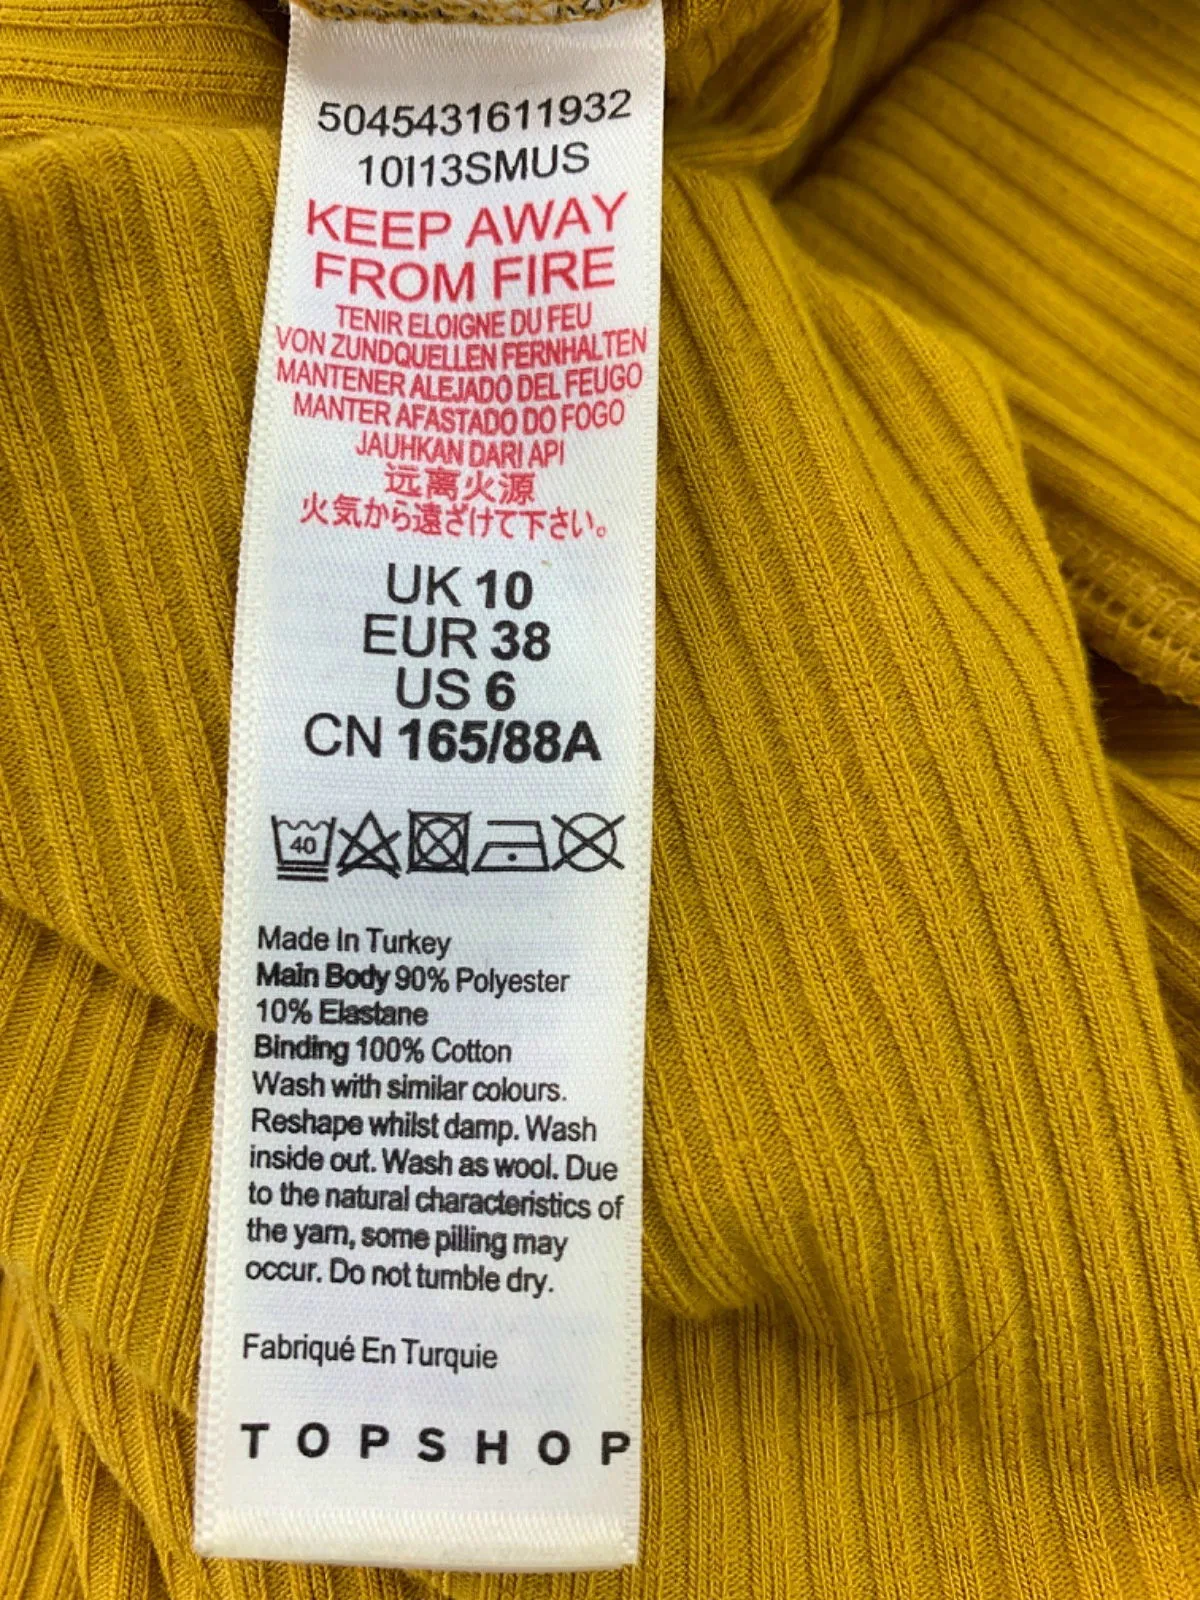 5045431611932
10I13SMUS
KEEP AWAY
FROM FIRE
TENIR ELOIGNE DU FEU
VON ZUNDQUELLEN FERNHALTEN
MANTENER ALEJADO DEL FEUGO
MANTER AFASTADO DO FOGO
JAUHKAN DARI API
远离火源
火気から遠ざけて下さい。
UK 10
EUR 38
US 6
CN 165/88A
40
Made In Turkey
Main Body 90% Polyester
10% Elastane
Binding 100% Cotton
Wash with similar colours.
Reshape whilst damp. Wash
inside out. Wash as wool. Due
to the natural characteristics of
the yarn, some pilling may
occur. Do not tumble dry.
Fabriqué En Turquie
TOPSHOP